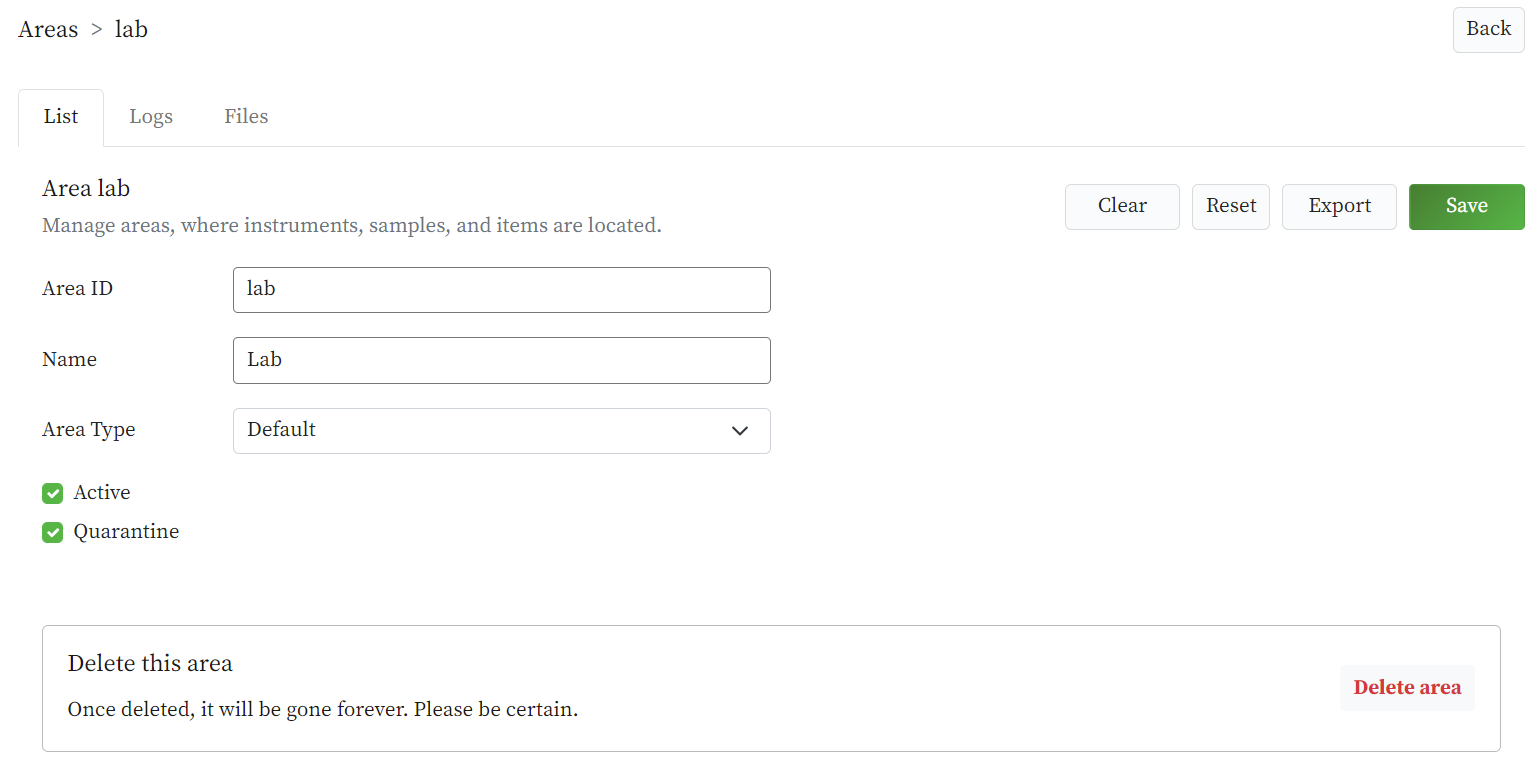 Areas > lab
Back
List Logs Files
Area lab
Manage areas, where instruments, samples, and items are located.
Clear Reset Export Save
Area ID lab
Name Lab
Area Type Default
Active
Quarantine
Delete this area
Once deleted, it will be gone forever. Please be certain.
Delete area